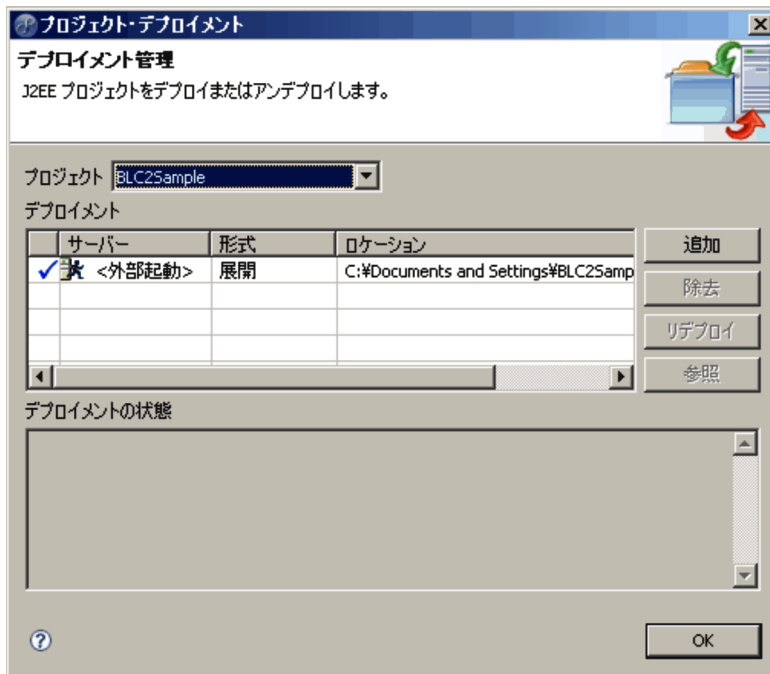 プロジェクト・デプロイメント
デプロイメント管理
J2EE プロジェクトをデプロイまたはアンデプロイします。
プロジェクト BLC2Sample
デプロイメント
サーバー 形式 ロケーション 追加
<外部起動> 展開 C:¥Documents and Settings¥BLC2Samp
除去
リデプロイ
参照
デプロイメントの状態
? OK